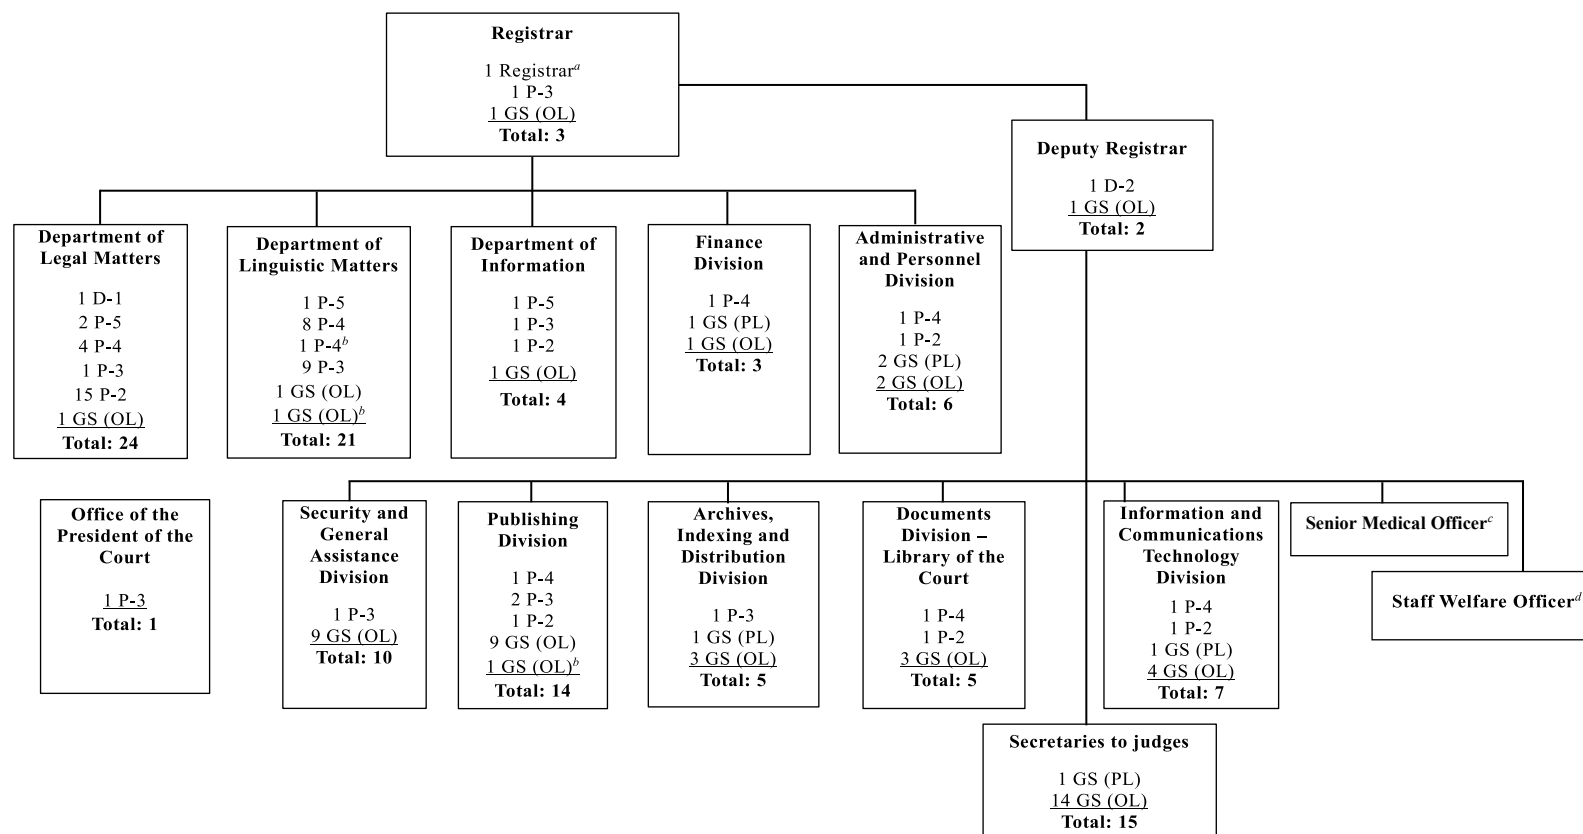 Registrar
1 Registrar^a
1 P-3
1 GS (OL)
Total: 3
Deputy Registrar
1 D-2
1 GS (OL)
Total: 2
Department of
Legal Matters
1 D-1
2 P-5
4 P-4
1 P-3
15 P-2
1 GS (OL)
Total: 24
Department of
Linguistic Matters
1 P-5
8 P-4
1 P-4^b
9 P-3
1 GS (OL)
1 GS (OL)^b
Total: 21
Department of
Information
1 P-5
1 P-3
1 P-2
1 GS (OL)
Total: 4
Finance
Division
1 P-4
1 GS (PL)
1 GS (OL)
Total: 3
Administrative
and Personnel
Division
1 P-4
1 P-2
2 GS (PL)
2 GS (OL)
Total: 6
Office of the
President of the
Court
1 P-3
Total: 1
Security and
General
Assistance
Division
1 P-3
9 GS (OL)
Total: 10
Publishing
Division
1 P-4
2 P-3
1 P-2
9 GS (OL)
1 GS (OL)^b
Total: 14
Archives,
Indexing and
Distribution
Division
1 P-3
1 GS (PL)
3 GS (OL)
Total: 5
Documents
Division –
Library of the
Court
1 P-4
1 P-2
3 GS (OL)
Total: 5
Information and
Communications
Technology
Division
1 P-4
1 P-2
1 GS (PL)
4 GS (OL)
Total: 7
Senior Medical Officer^c
Staff Welfare Officer^d
Secretaries to judges
1 GS (PL)
14 GS (OL)
Total: 15